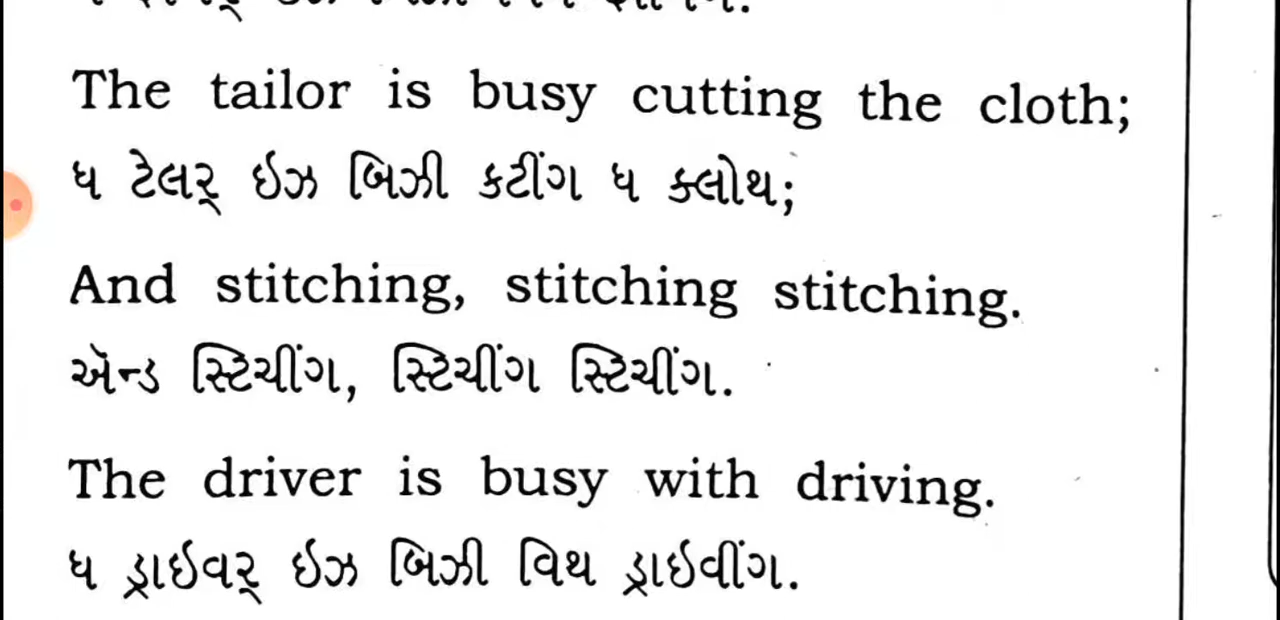 The tailor is busy cutting the cloth;
ધ ટેલર્ ઇઝ બિઝી કટીંગ ધ ક્લોથ;
And stitching, stitching stitching.
ઍન્ડ સ્ટિચીંગ, સ્ટિચીંગ સ્ટિચીંગ.
The driver is busy with driving.
ધ ડ્રાઇવર્ ઇઝ બિઝી વિથ ડ્રાઇવીંગ.